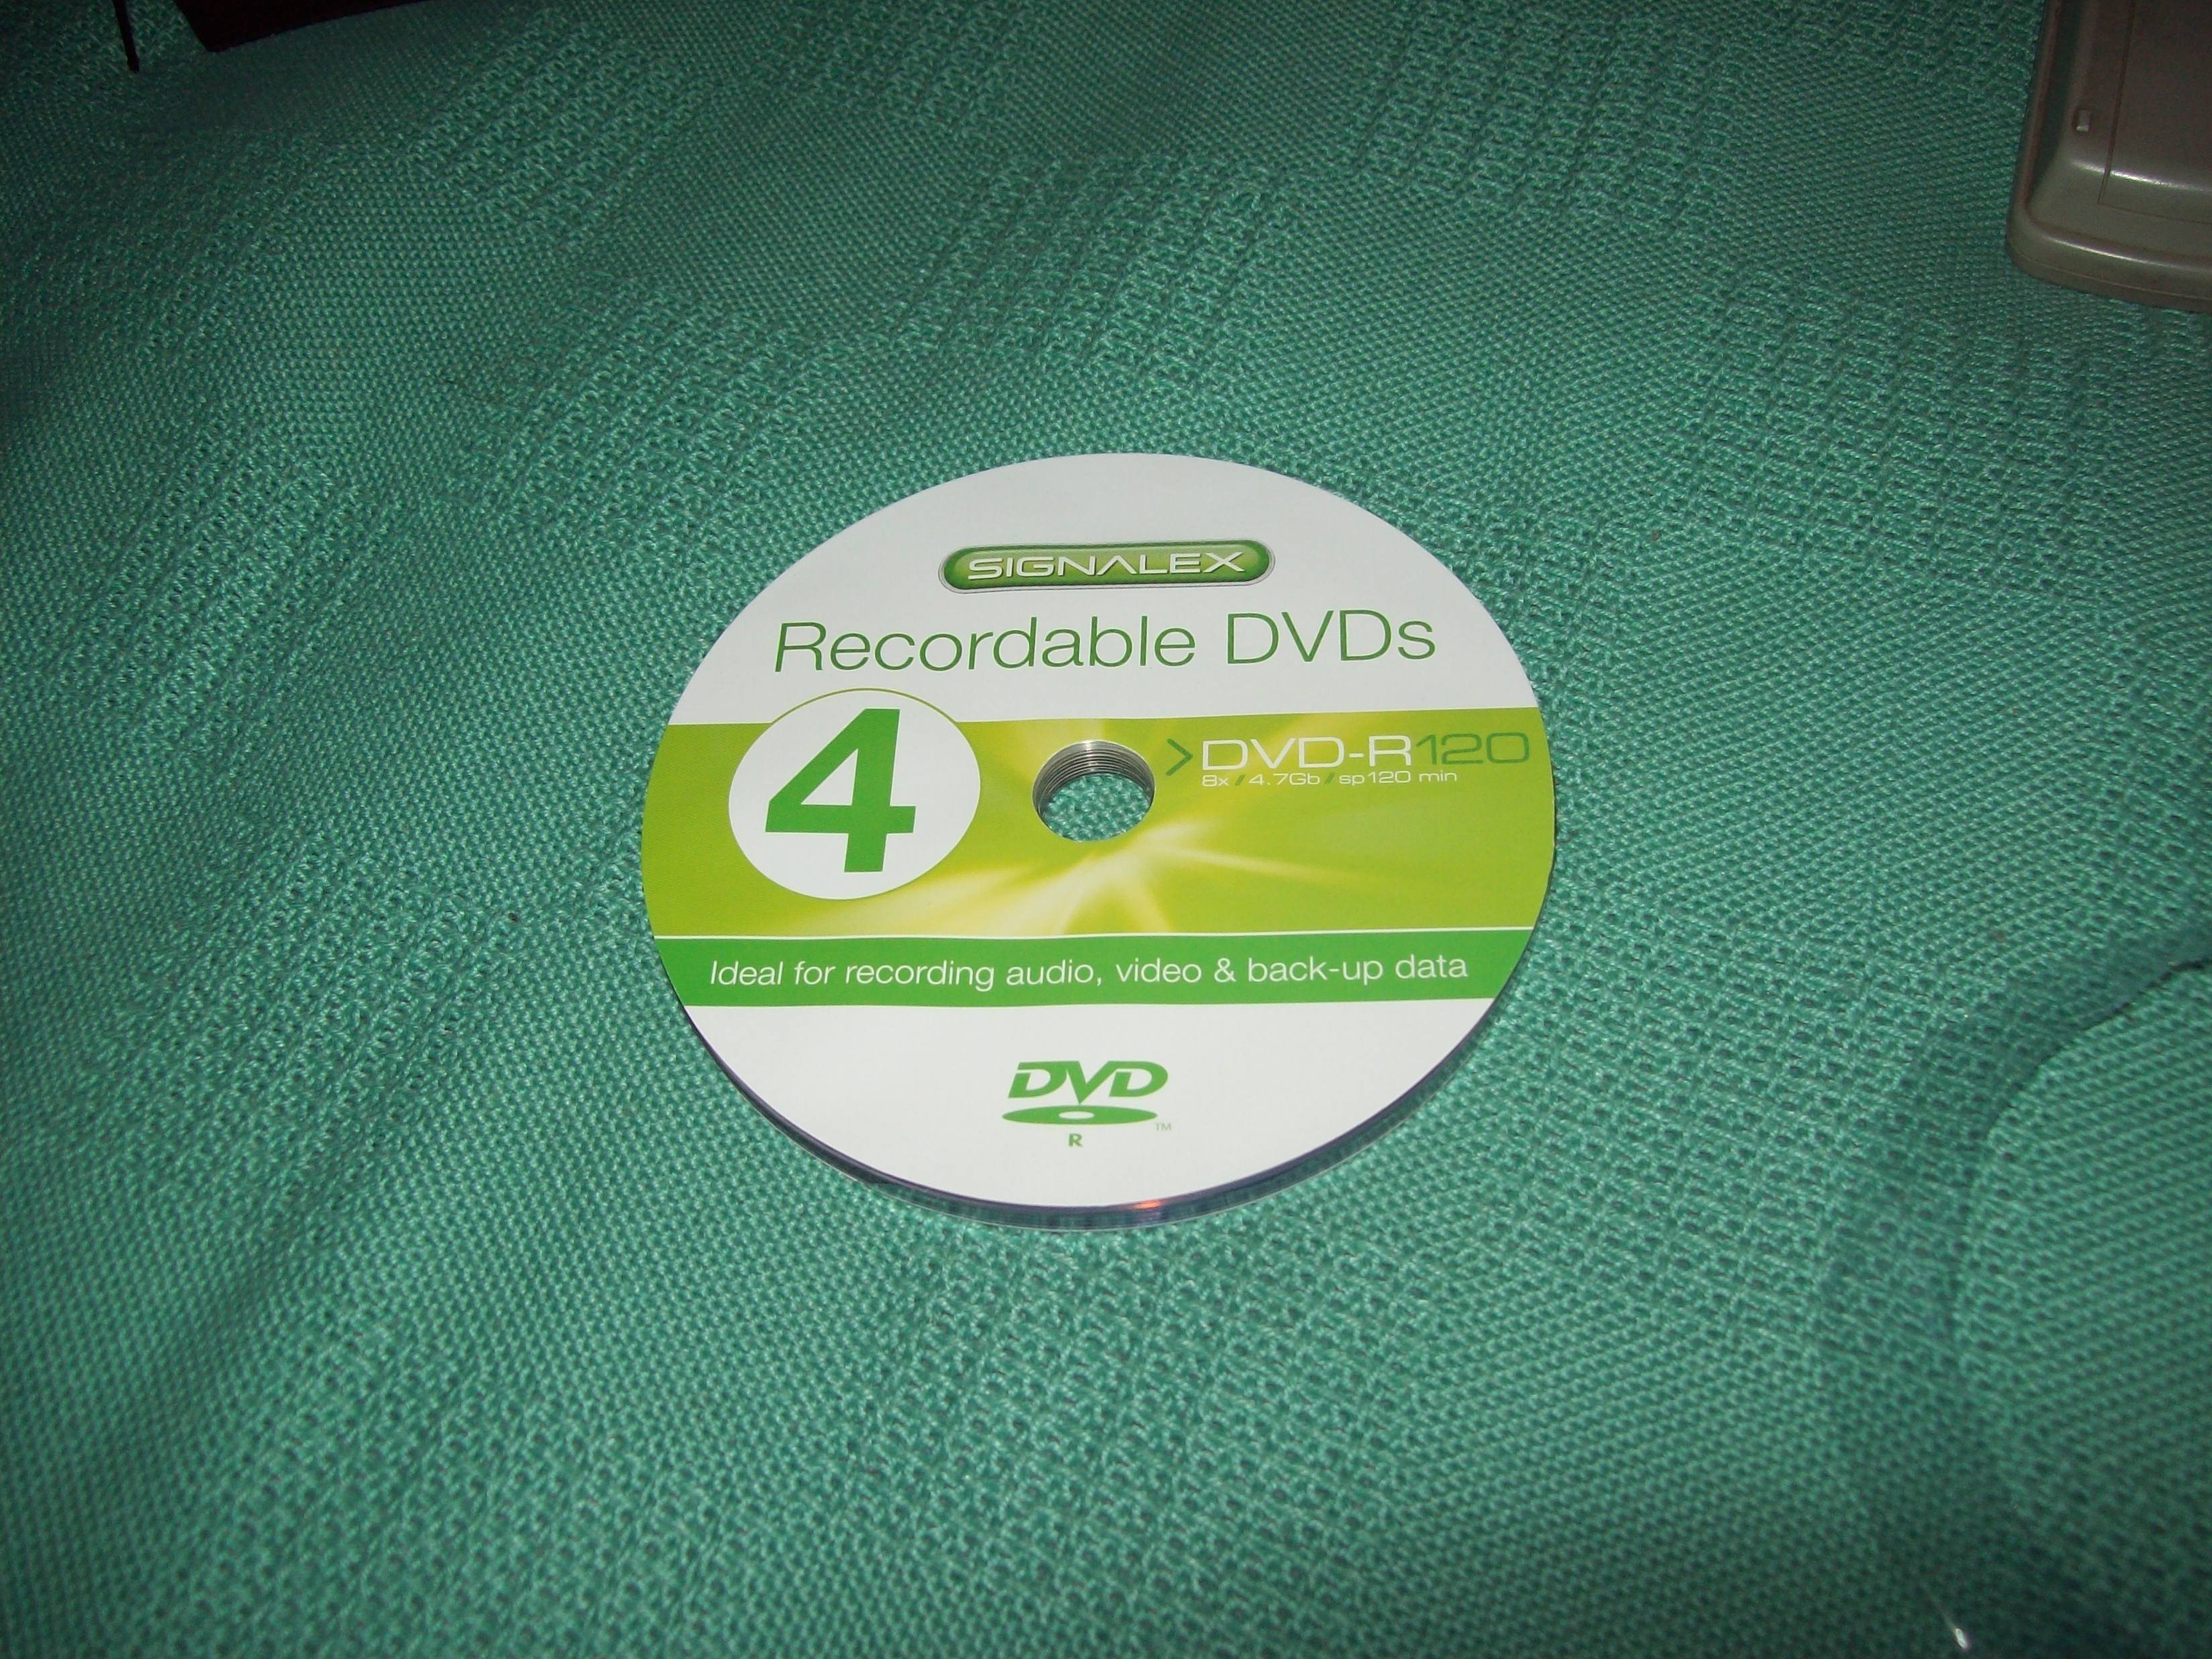 SIGNALEX
Recordable DVDs
4
>DVD-R120
8x / 4.7Gb / sp120 min
Ideal for recording audio, video & back-up data
DVD
TM
R